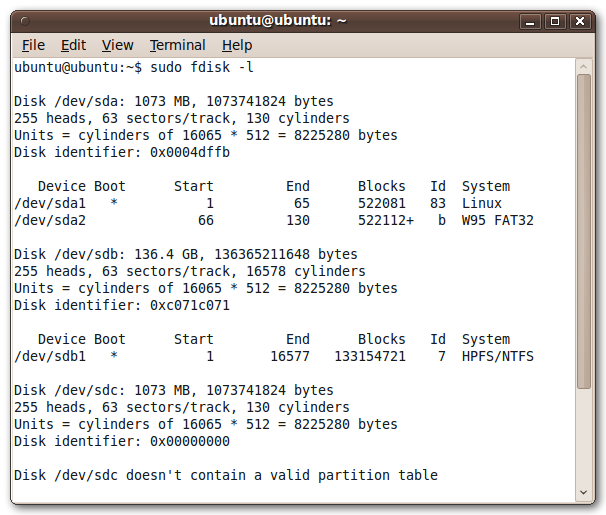 ubuntu@ubuntu: ~
File Edit View Terminal Help
ubuntu@ubuntu:~$ sudo fdisk -l
Disk /dev/sda: 1073 MB, 1073741824 bytes
255 heads, 63 sectors/track, 130 cylinders
Units = cylinders of 16065 * 512 = 8225280 bytes
Disk identifier: 0x0004dffb
   Device Boot      Start         End      Blocks   Id  System
/dev/sda1   *           1          65      522081   83  Linux
/dev/sda2              66         130      522112+   b  W95 FAT32
Disk /dev/sdb: 136.4 GB, 136365211648 bytes
255 heads, 63 sectors/track, 16578 cylinders
Units = cylinders of 16065 * 512 = 8225280 bytes
Disk identifier: 0xc071c071
   Device Boot      Start         End      Blocks   Id  System
/dev/sdb1   *           1       16577   133154721    7  HPFS/NTFS
Disk /dev/sdc: 1073 MB, 1073741824 bytes
255 heads, 63 sectors/track, 130 cylinders
Units = cylinders of 16065 * 512 = 8225280 bytes
Disk identifier: 0x00000000
Disk /dev/sdc doesn't contain a valid partition table